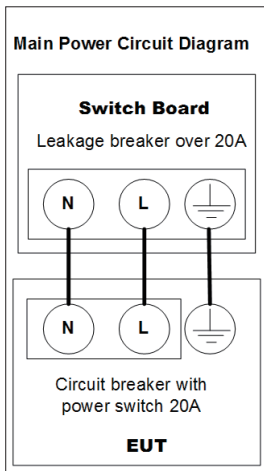 Main Power Circuit Diagram
Switch Board
Leakage breaker over 20A
N L
N L
Circuit breaker with
power switch 20A
EUT